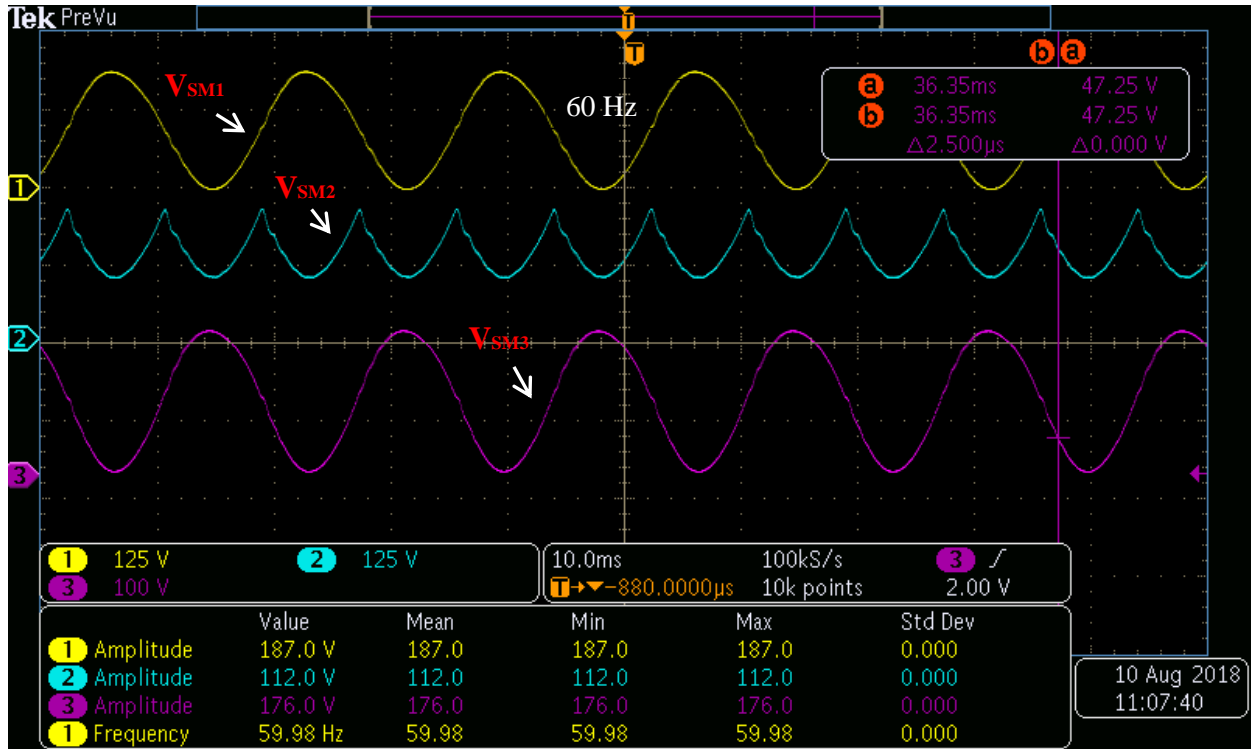 Tek PreVu
T
T
b a
VSM1
60 Hz
a 36.35ms 47.25 V
b 36.35ms 47.25 V
Δ2.500µs Δ0.000 V
1
VSM2
2
VSM3
3
1 125 V 2 125 V
3 100 V
10.0ms 100kS/s 3 /
T→▼-880.0000µs 10k points 2.00 V
Value Mean Min Max Std Dev
1 Amplitude 187.0 V 187.0 187.0 187.0 0.000
2 Amplitude 112.0 V 112.0 112.0 112.0 0.000
3 Amplitude 176.0 V 176.0 176.0 176.0 0.000
1 Frequency 59.98 Hz 59.98 59.98 59.98 0.000
10 Aug 2018
11:07:40